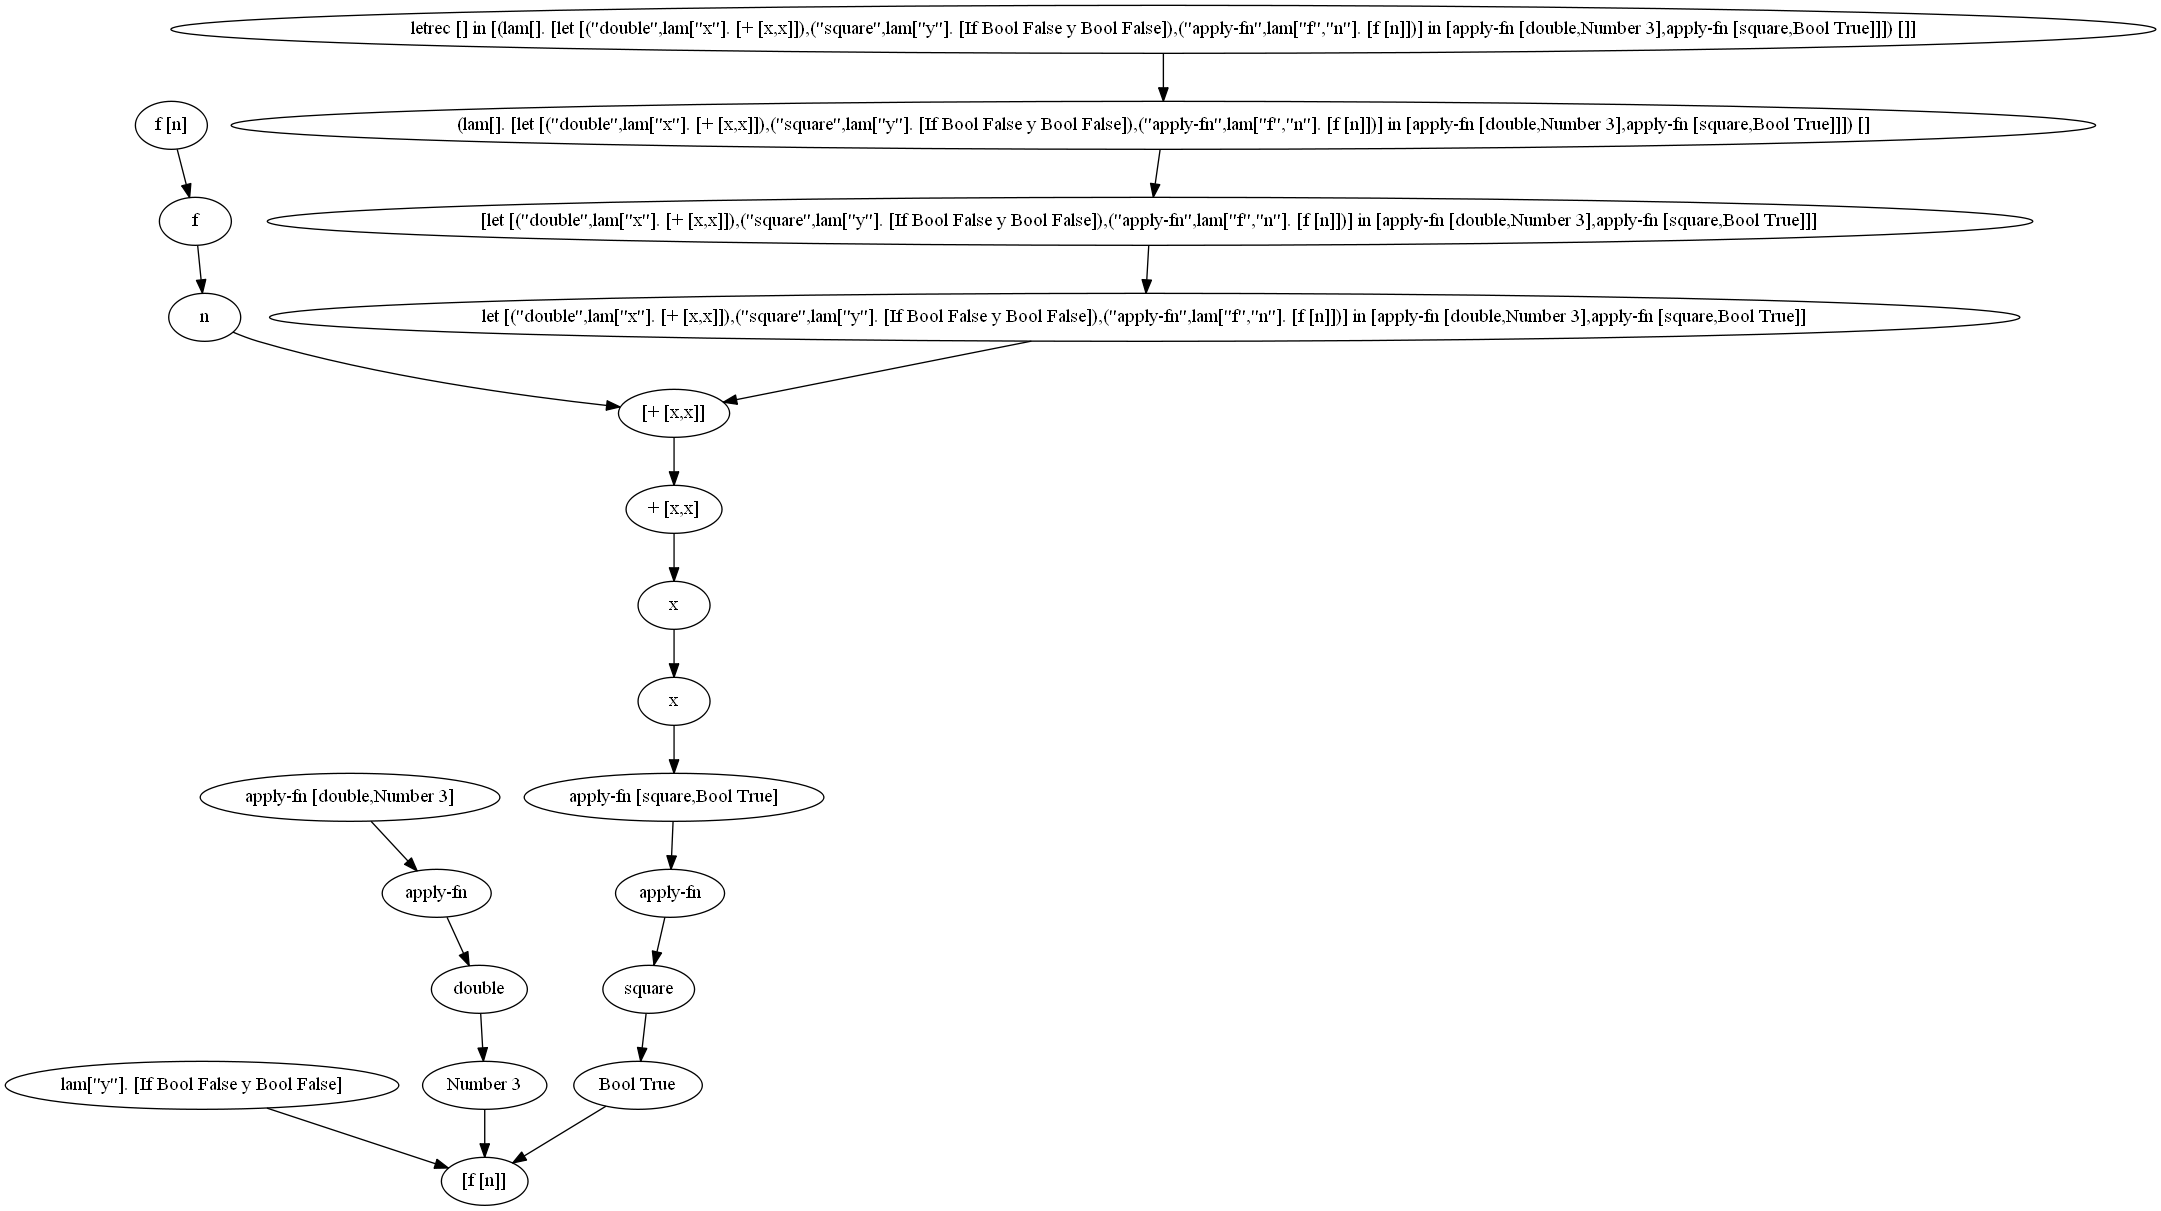 letrec [] in [(lam[]. [let [("double",lam["x"]. [+ [x,x]]),("square",lam["y"]. [If Bool False y Bool False]),("apply-fn",lam["f","n"]. [f [n]])] in [apply-fn [double,Number 3],apply-fn [square,Bool True]]]) []]
f [n]
(lam[]. [let [("double",lam["x"]. [+ [x,x]]),("square",lam["y"]. [If Bool False y Bool False]),("apply-fn",lam["f","n"]. [f [n]])] in [apply-fn [double,Number 3],apply-fn [square,Bool True]]]) []
f
[let [("double",lam["x"]. [+ [x,x]]),("square",lam["y"]. [If Bool False y Bool False]),("apply-fn",lam["f","n"]. [f [n]])] in [apply-fn [double,Number 3],apply-fn [square,Bool True]]]
n
let [("double",lam["x"]. [+ [x,x]]),("square",lam["y"]. [If Bool False y Bool False]),("apply-fn",lam["f","n"]. [f [n]])] in [apply-fn [double,Number 3],apply-fn [square,Bool True]]
[+ [x,x]]
+ [x,x]
x
x
apply-fn [double,Number 3]
apply-fn [square,Bool True]
apply-fn
apply-fn
double
square
lam["y"]. [If Bool False y Bool False]
Number 3
Bool True
[f [n]]